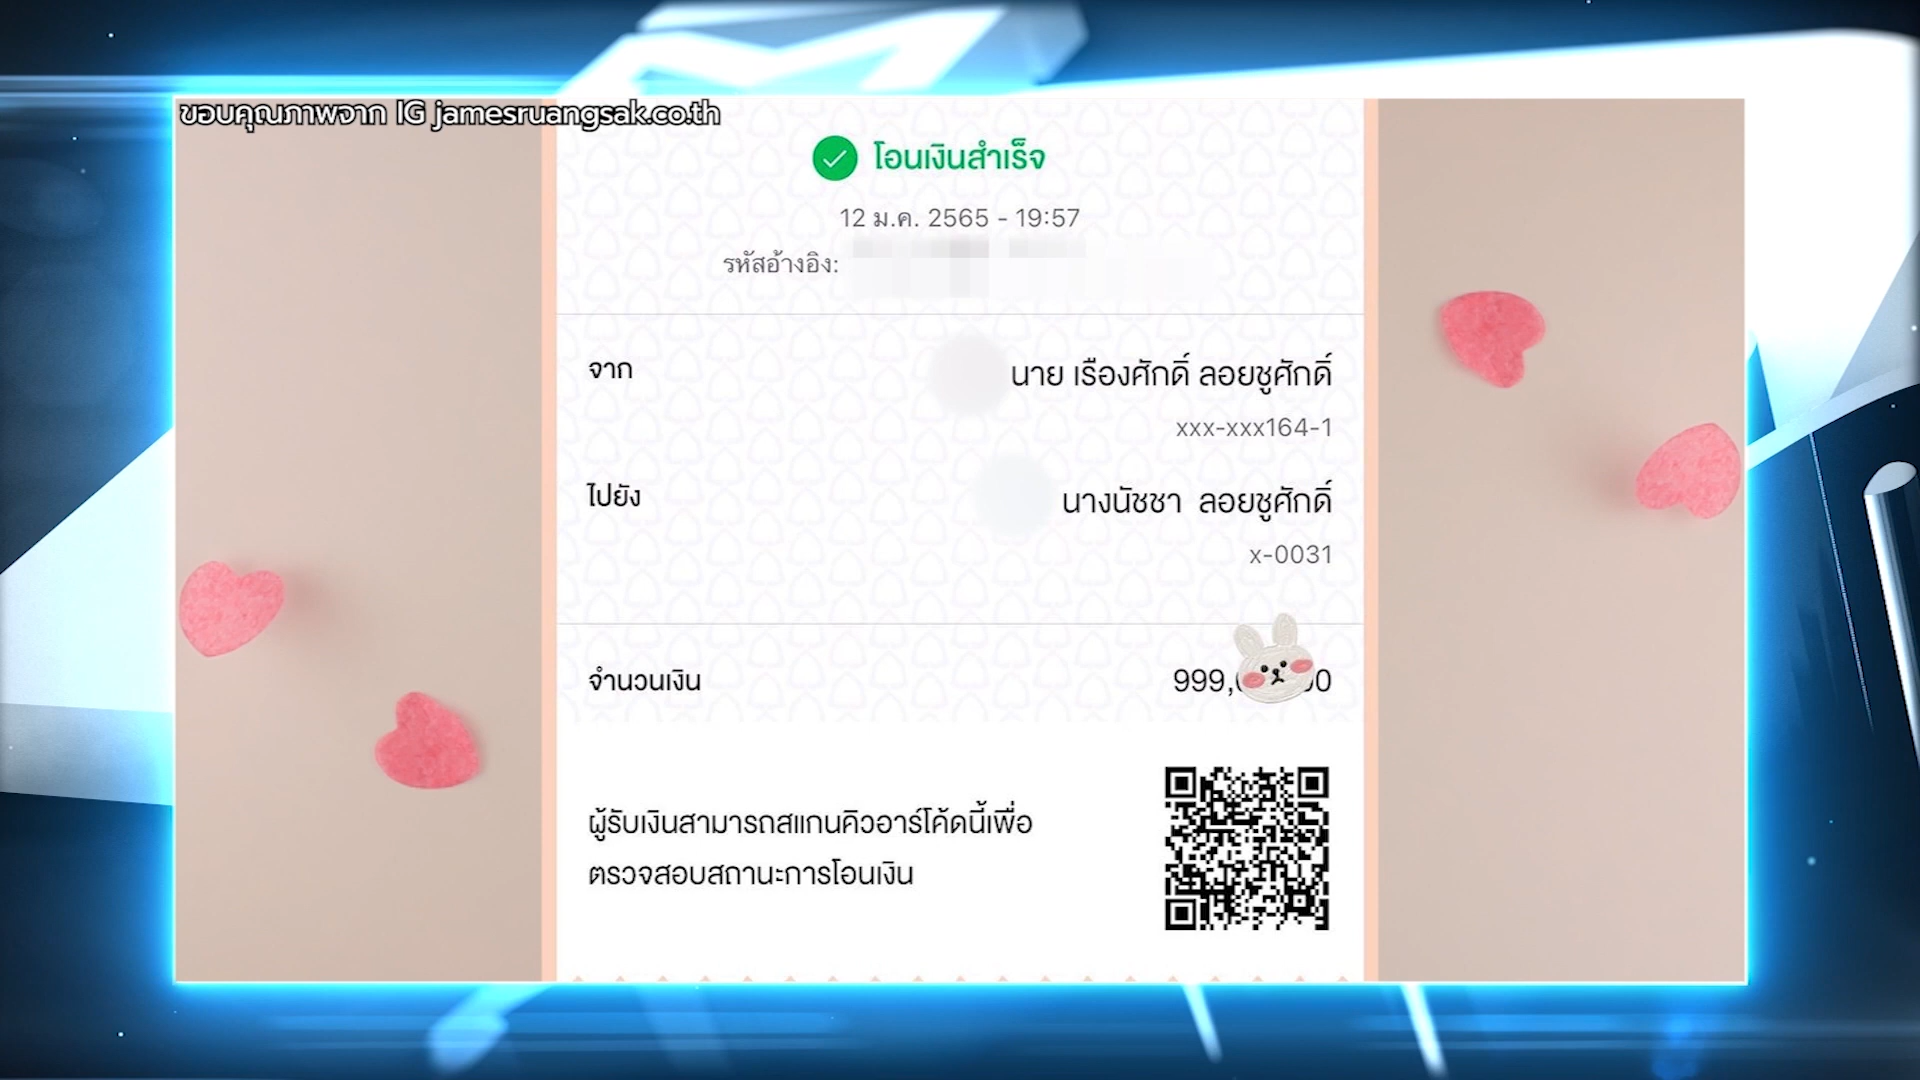 ขอบคุณภาพจาก IG jamesruangsak.co.th
โอนเงินสำเร็จ
12 ม.ค. 2565 - 19:57
รหัสอ้างอิง:
จาก
นาย เรืองศักดิ์ ลอยชูศักดิ์
xxx-xxx164-1
ไปยัง
นางนัชชา ลอยชูศักดิ์
x-0031
จำนวนเงิน
ผู้รับเงินสามารถสแกนคิวอาร์โค้ดนี้เพื่อ
ตรวจสอบสถานะการโอนเงิน